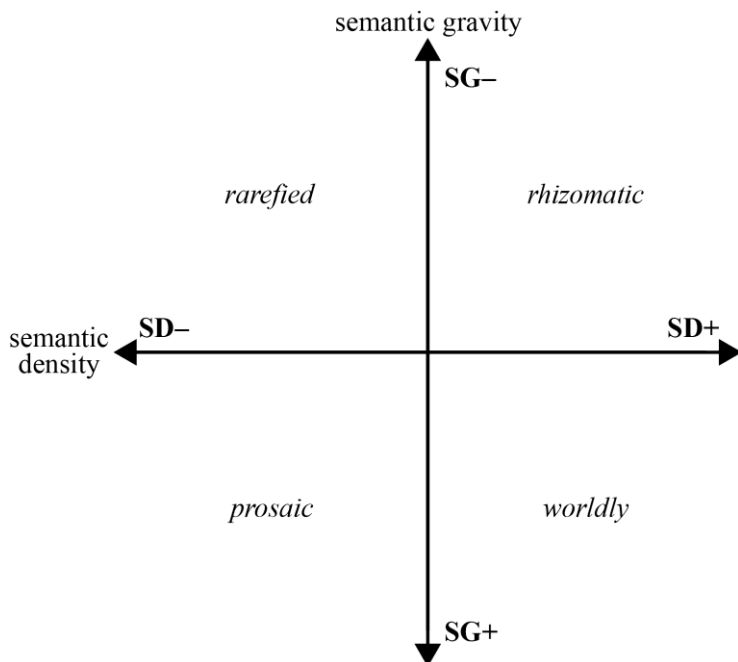 semantic gravity
SG–
rarefied
rhizomatic
SD–
SD+
semantic
density
prosaic
worldly
SG+